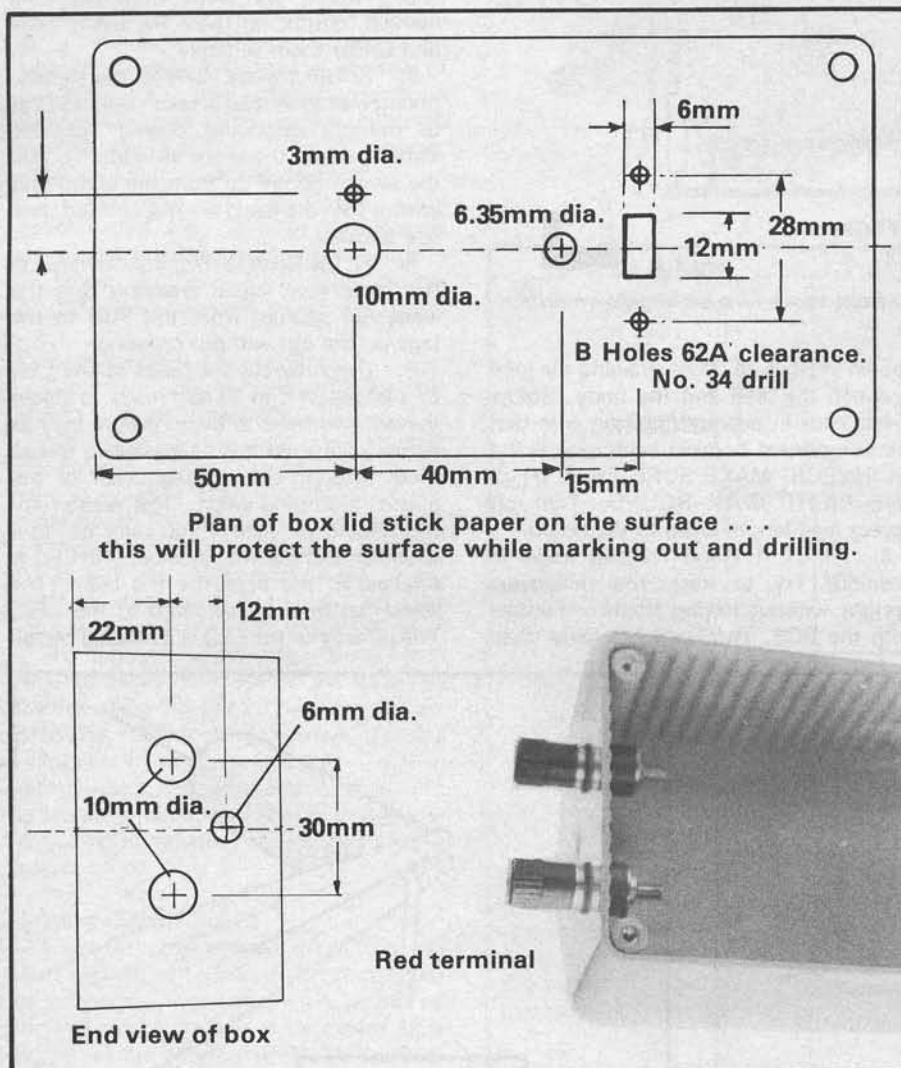 6mm
3mm dia.
6.35mm dia.
28mm
12mm
10mm dia.
B Holes 62A clearance.
No. 34 drill
50mm
40mm
15mm
Plan of box lid stick paper on the surface . . .
this will protect the surface while marking out and drilling.
22mm
12mm
6mm dia.
10mm dia.
30mm
Red terminal
End view of box